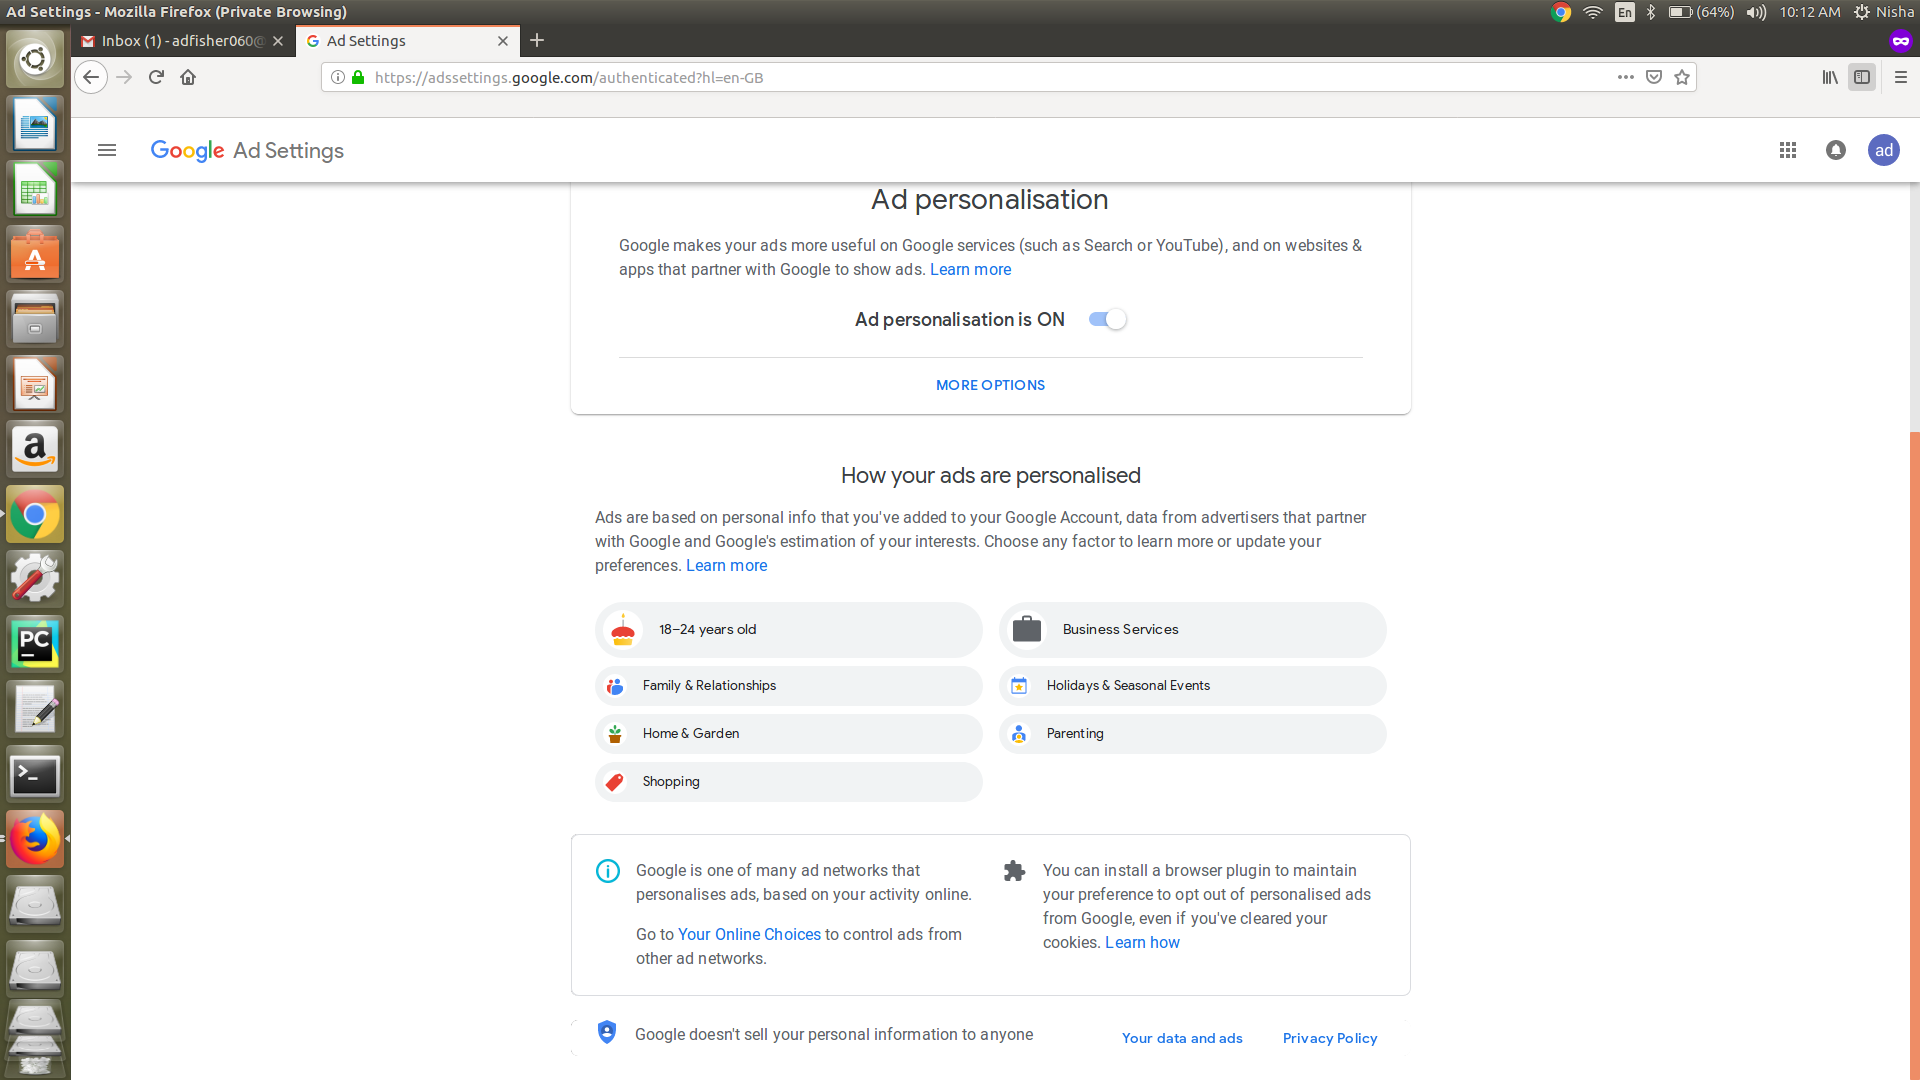 Ad Settings - Mozilla Firefox (Private Browsing)
En
(64%)
10:12 AM
Nisha
Inbox (1) - adfisher060@
Ad Settings
https://adssettings.google.com/authenticated?hl=en-GB
Google Ad Settings
ad
Ad personalisation
Google makes your ads more useful on Google services (such as Search or YouTube), and on websites &
apps that partner with Google to show ads. Learn more
Ad personalisation is ON
MORE OPTIONS
How your ads are personalised
Ads are based on personal info that you've added to your Google Account, data from advertisers that partner
with Google and Google's estimation of your interests. Choose any factor to learn more or update your
preferences. Learn more
18–24 years old
Business Services
Family & Relationships
Holidays & Seasonal Events
Home & Garden
Parenting
Shopping
Google is one of many ad networks that
personalises ads, based on your activity online.
Go to Your Online Choices to control ads from
other ad networks.
You can install a browser plugin to maintain
your preference to opt out of personalised ads
from Google, even if you've cleared your
cookies. Learn how
Google doesn't sell your personal information to anyone
Your data and ads
Privacy Policy
A
a
PC
>_